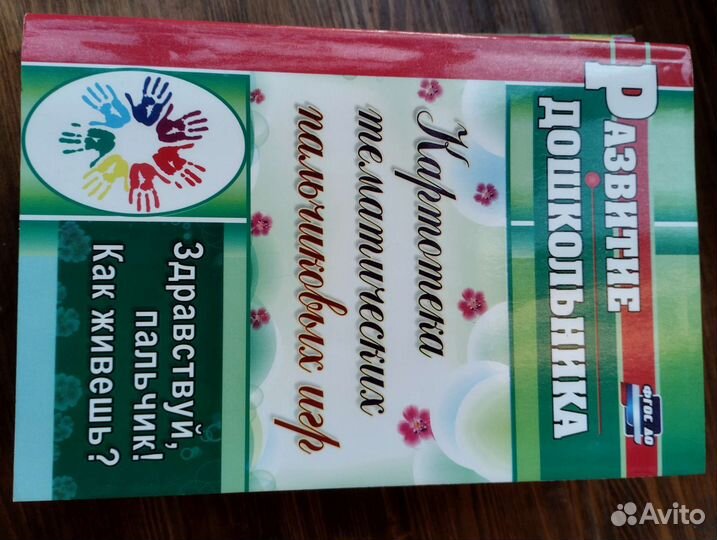 РАЗВИТИЕ
ДОШКОЛЬНИКА
ФГОС ДО
Картотека
тематических
пальчиковых игр
Здравствуй,
пальчик!
Как живешь?
Avito